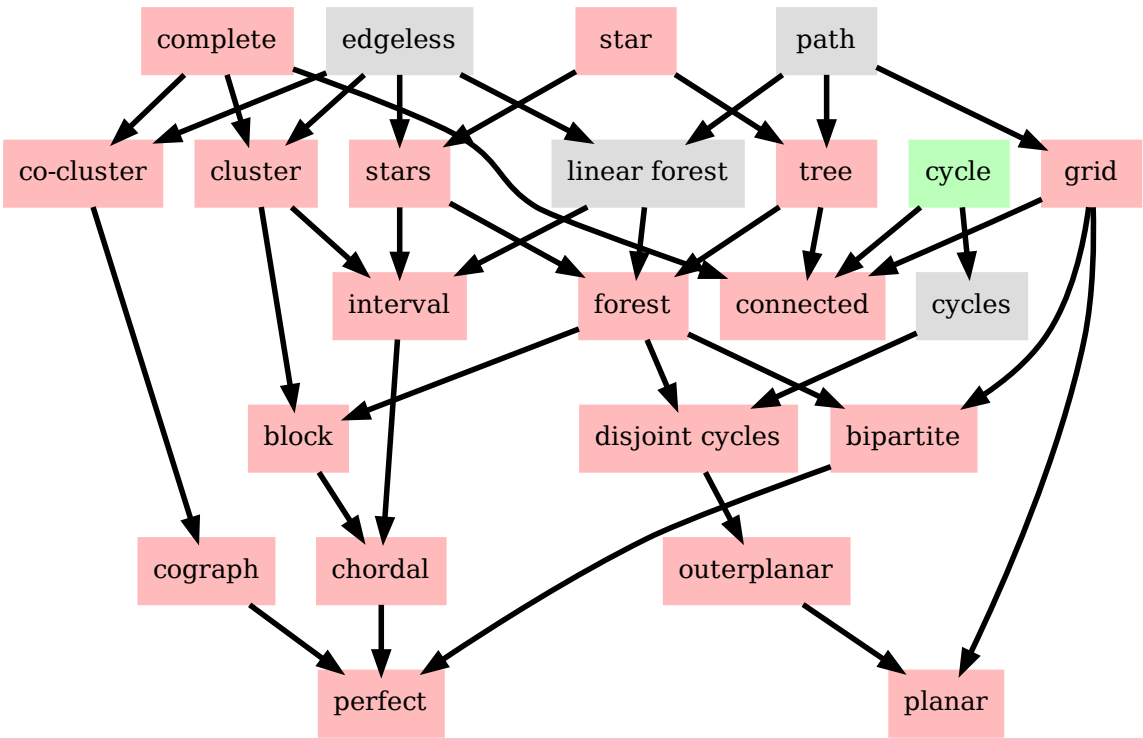 complete
edgeless
star
path
co-cluster
cluster
stars
linear forest
tree
cycle
grid
interval
forest
connected
cycles
block
disjoint cycles
bipartite
cograph
chordal
outerplanar
perfect
planar